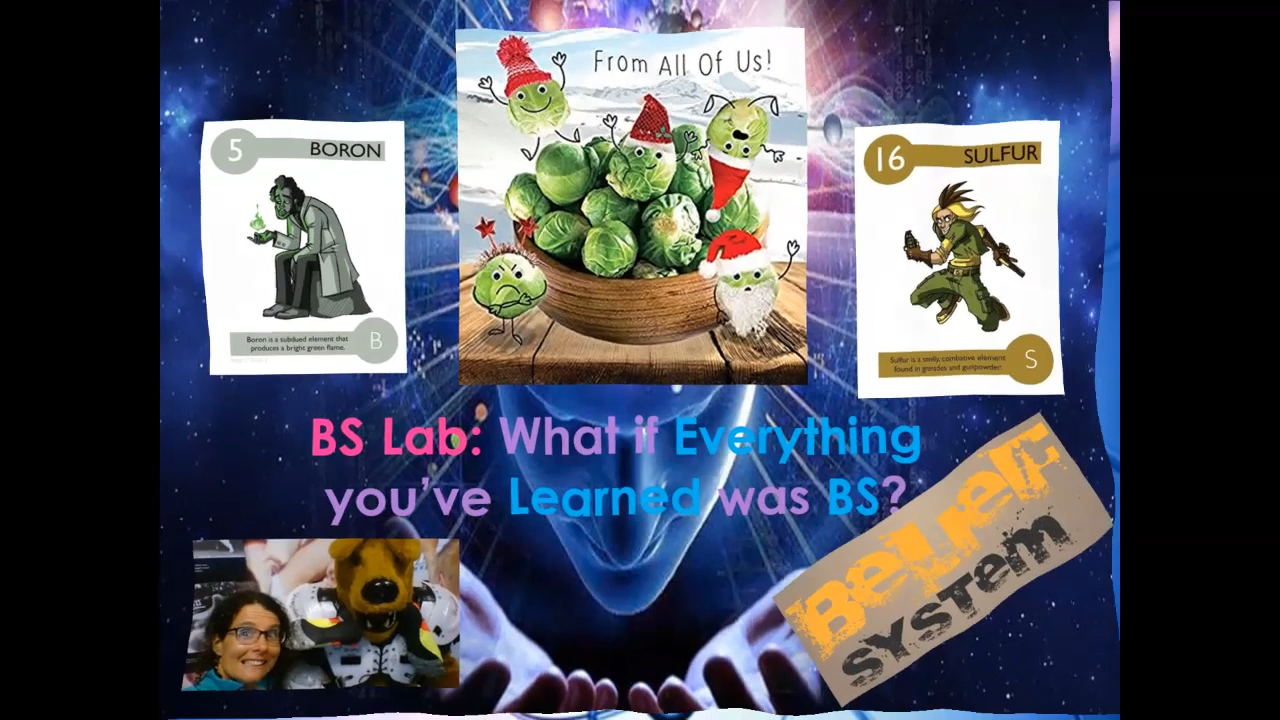 From All Of Us!
5
BORON
Boron is a subdued element that
produces a bright green flame.
B
16
SULFUR
Sulfur is a smelly, combative element
found in grenades and gunpowder.
S
BS Lab: What if Everything
you've Learned was BS?
BeLieF
SYSTem